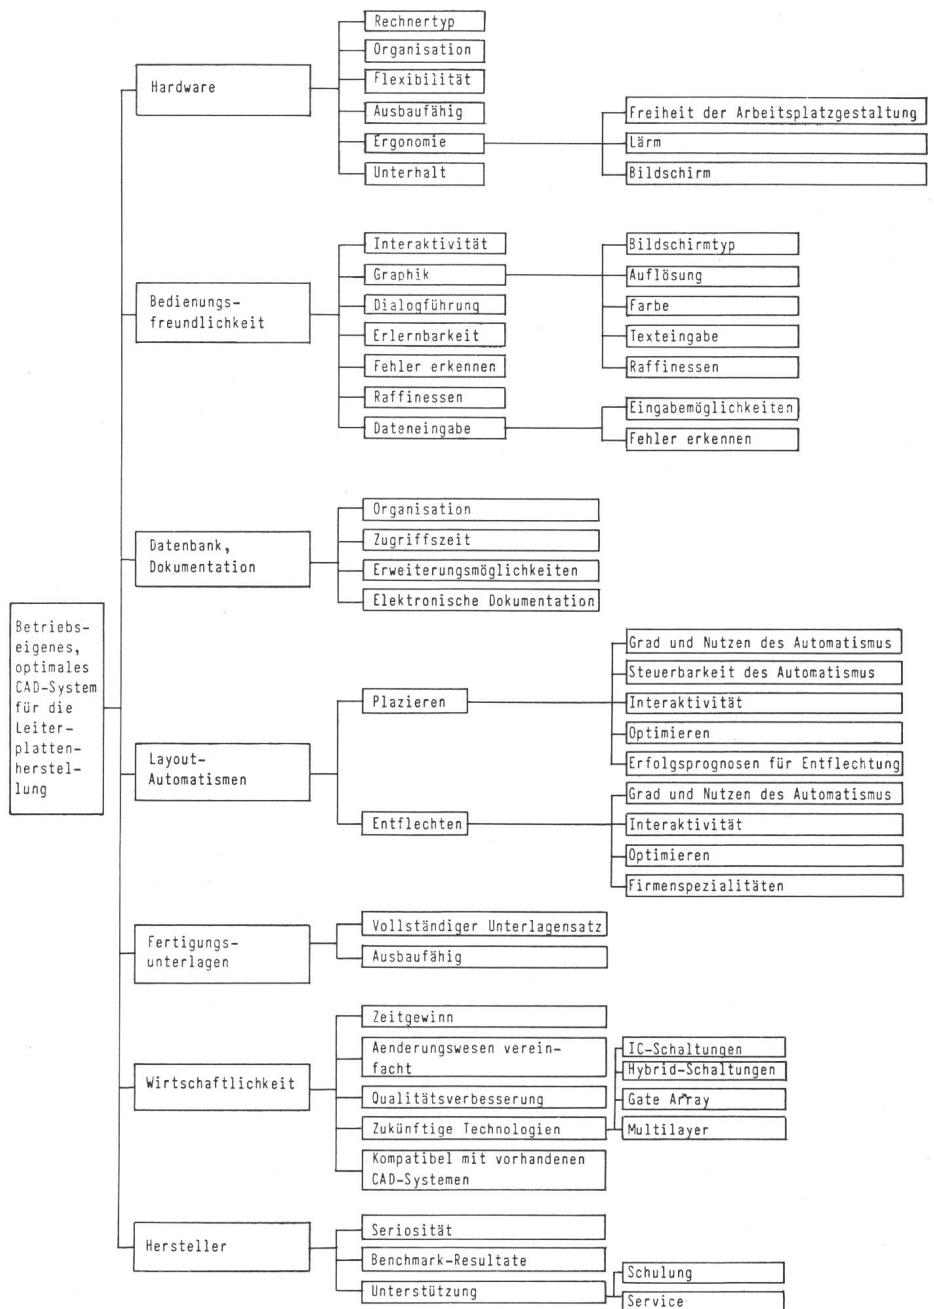 Betriebs-
eigenes,
optimales
CAD-System
für die
Leiter-
platten-
herstel-
lung
Hardware
Rechnertyp
Organisation
Flexibilität
Ausbaufähig
Ergonomie
Freiheit der Arbeitsplatzgestaltung
Lärm
Bildschirm
Unterhalt
Bedienungs-
freundlichkeit
Interaktivität
Graphik
Bildschirmtyp
Auflösung
Farbe
Texteingabe
Raffinessen
Dialogführung
Erlernbarkeit
Fehler erkennen
Raffinessen
Dateneingabe
Eingabemöglichkeiten
Fehler erkennen
Datenbank,
Dokumentation
Organisation
Zugriffszeit
Erweiterungsmöglichkeiten
Elektronische Dokumentation
Layout-
Automatismen
Plazieren
Grad und Nutzen des Automatismus
Steuerbarkeit des Automatismus
Interaktivität
Optimieren
Erfolgsprognosen für Entflechtung
Entflechten
Grad und Nutzen des Automatismus
Interaktivität
Optimieren
Firmenspezialitäten
Fertigungs-
unterlagen
Vollständiger Unterlagensatz
Ausbaufähig
Wirtschaftlichkeit
Zeitgewinn
Aenderungswesen verein-
facht
Qualitätsverbesserung
Zukünftige Technologien
IC-Schaltungen
Hybrid-Schaltungen
Gate Array
Multilayer
Kompatibel mit vorhandenen
CAD-Systemen
Hersteller
Seriosität
Benchmark-Resultate
Unterstützung
Schulung
Service